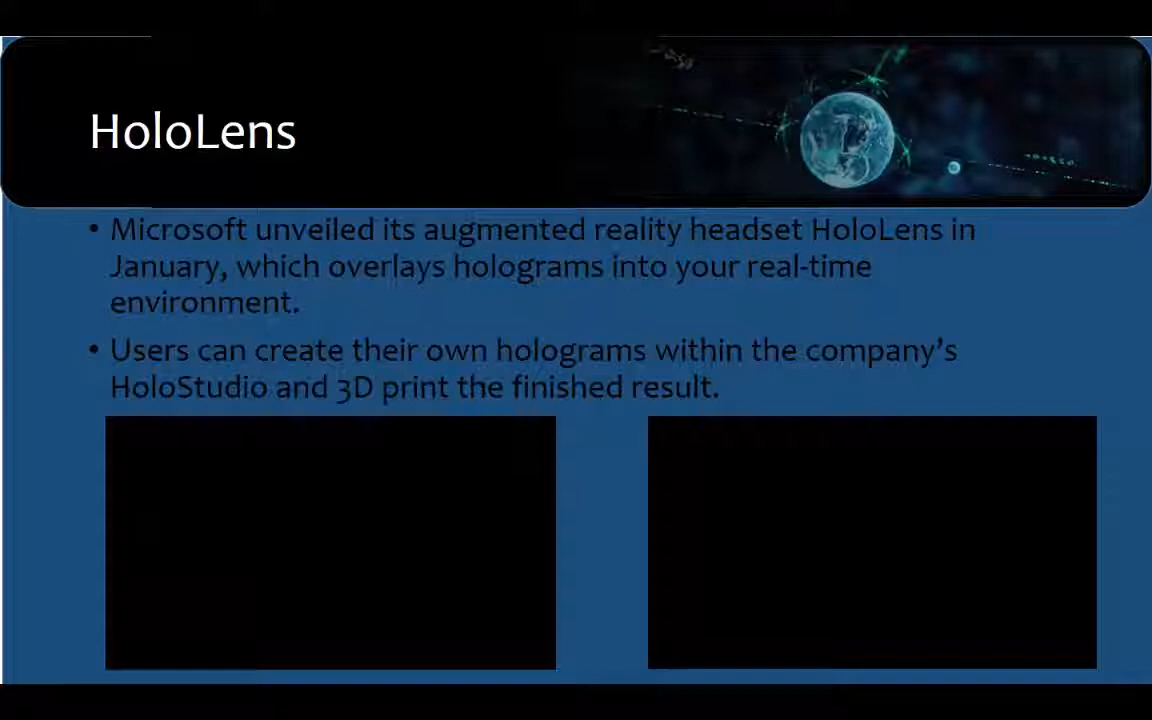 HoloLens
• Microsoft unveiled its augmented reality headset HoloLens in
January, which overlays holograms into your real-time
environment.
• Users can create their own holograms within the company's
HoloStudio and 3D print the finished result.